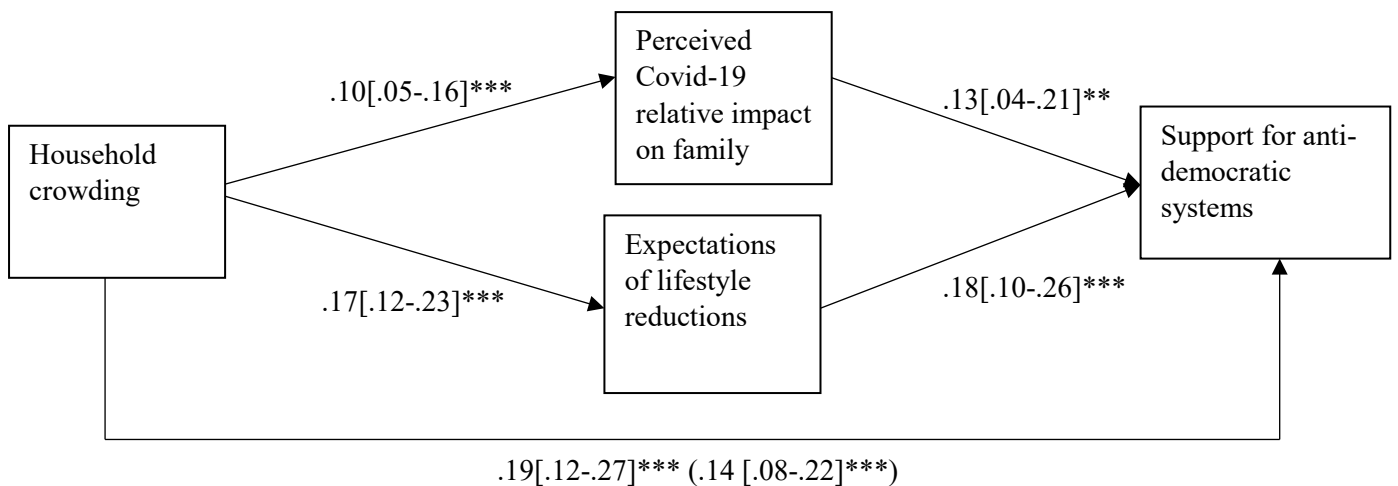 Household
crowding
.10[.05-.16]***
.17[.12-.23]***
Perceived
Covid-19
relative impact
on family
Expectations
of lifestyle
reductions
.13[.04-.21]**
.18[.10-.26]***
Support for anti-
democratic
systems
.19[.12-.27]*** (.14 [.08-.22]***)